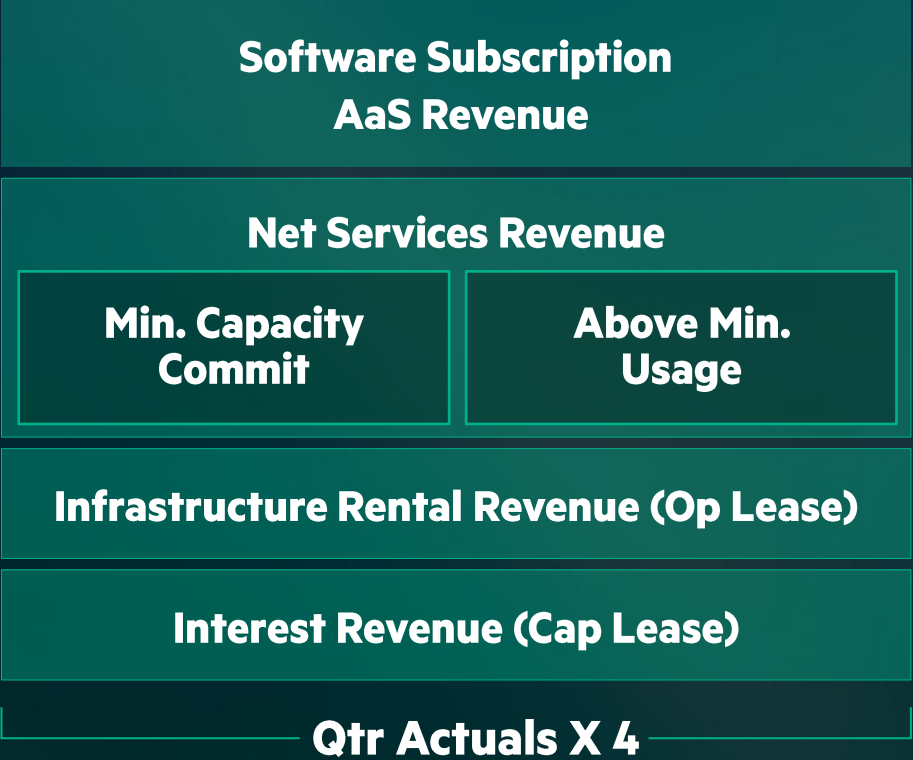 Software Subscription
AaS Revenue
Net Services Revenue
Min. Capacity
Commit
Above Min.
Usage
Infrastructure Rental Revenue (Op Lease)
Interest Revenue (Cap Lease)
Qtr Actuals X 4